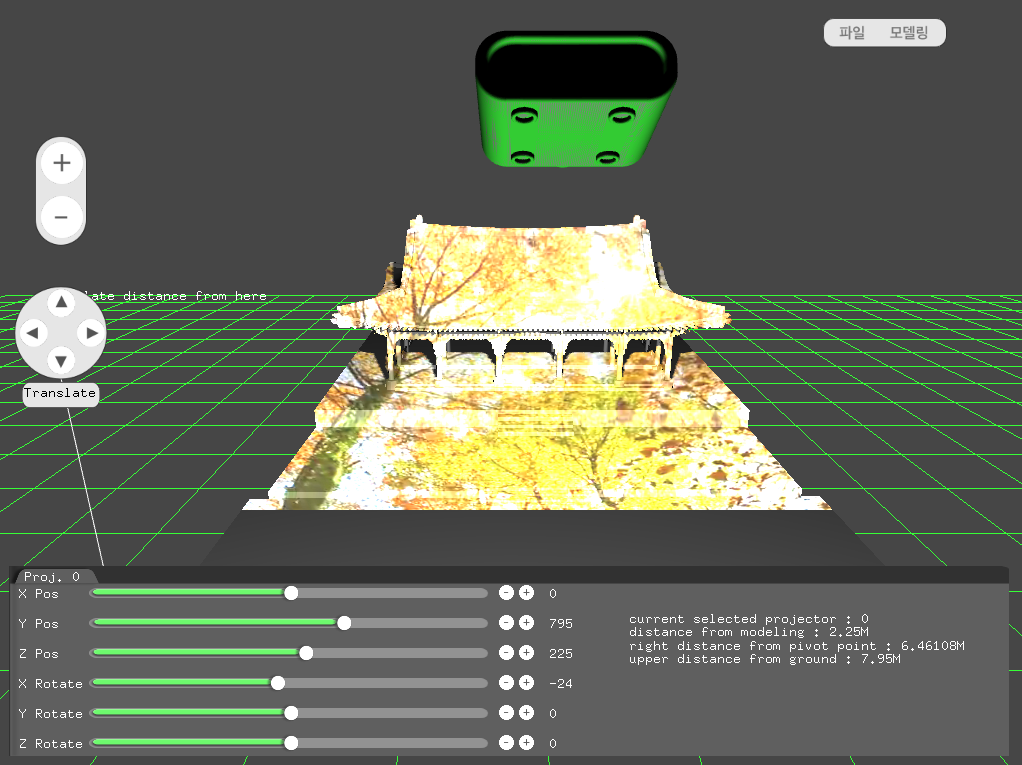 파일 모델링
+
−
late distance from here
Translate
Proj. 0
X Pos - + 0
Y Pos - + 795
Z Pos - + 225
X Rotate - + -24
Y Rotate - + 0
Z Rotate - + 0
current selected projector : 0
distance from modeling : 2.25M
right distance from pivot point : 6.46108M
upper distance from ground : 7.95M